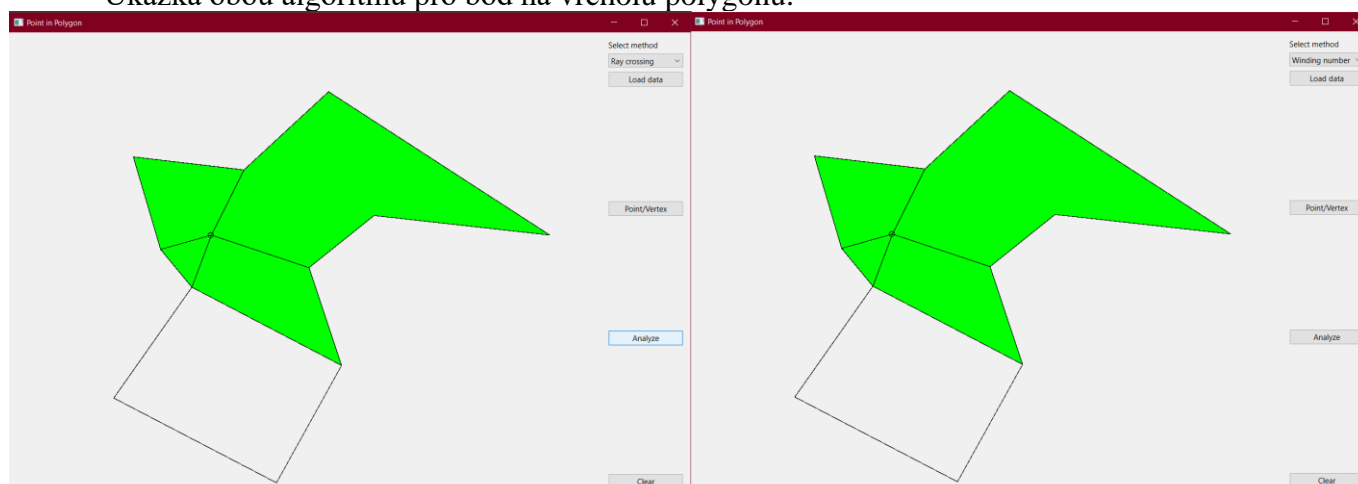 Ukázka obou algoritmů pro bod na vrcholu polygonu:
Point in Polygon
Select method
Ray crossing
Load data
Point/Vertex
Analyze
Clear
Point in Polygon
Select method
Winding number
Load data
Point/Vertex
Analyze
Clear